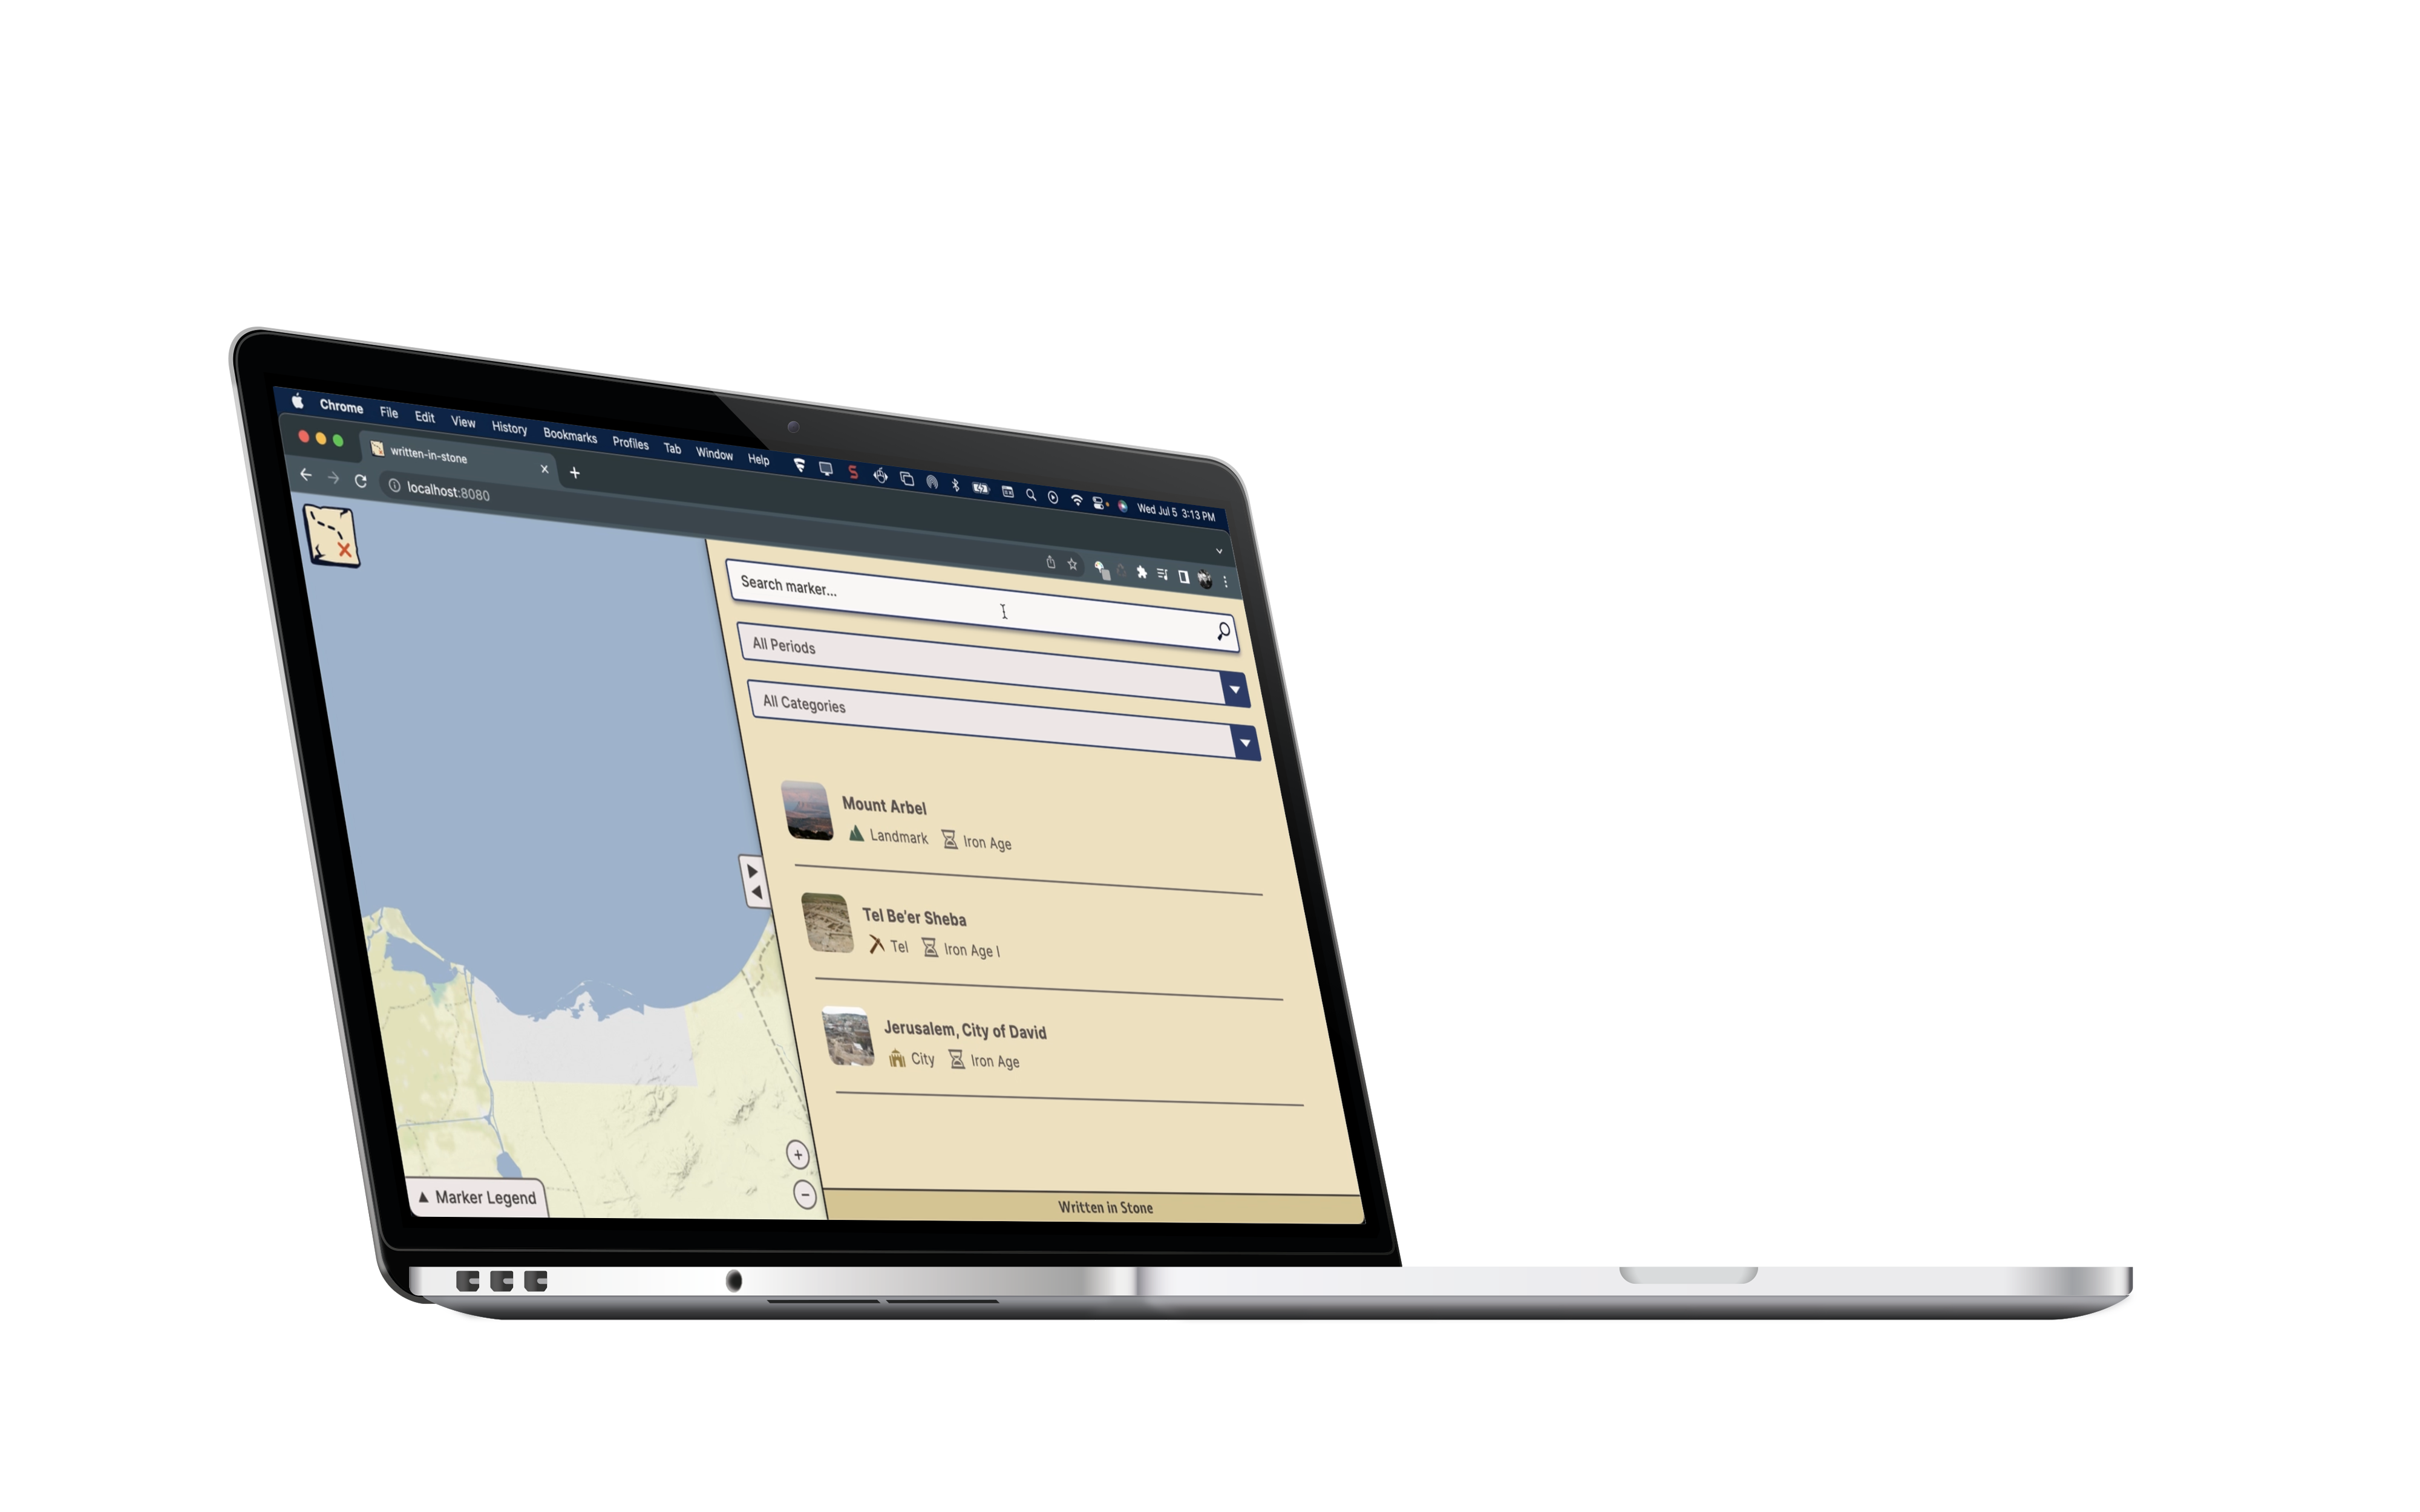 Chrome File Edit View History Bookmarks Profiles Tab Window Help Wed Jul 5 3:13 PM
written-in-stone
localhost:8080
Search marker...
All Periods
All Categories
Mount Arbel
Landmark Iron Age
Tel Be'er Sheba
Tel Iron Age I
Jerusalem, City of David
City Iron Age
Marker Legend
Written in Stone